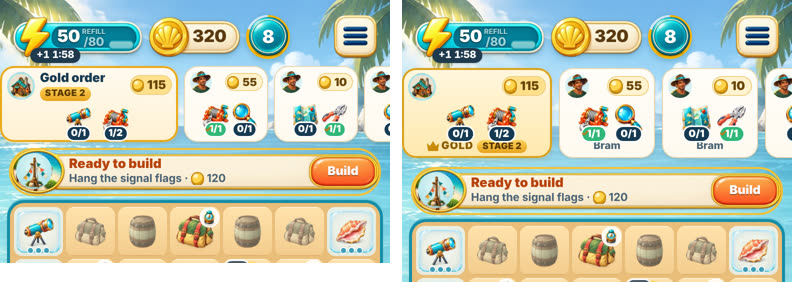 50 REFILL /80
320
8
+1 1:58
Gold order
STAGE 2
115
0/1
1/2
55
1/1
0/1
10
0/1
1/1
Ready to build
Hang the signal flags · 120
Build
50 REFILL /80
320
8
+1 1:58
115
0/1
1/2
GOLD STAGE 2
55
1/1
0/1
Bram
10
0/1
1/1
Bram
Ready to build
Hang the signal flags · 120
Build